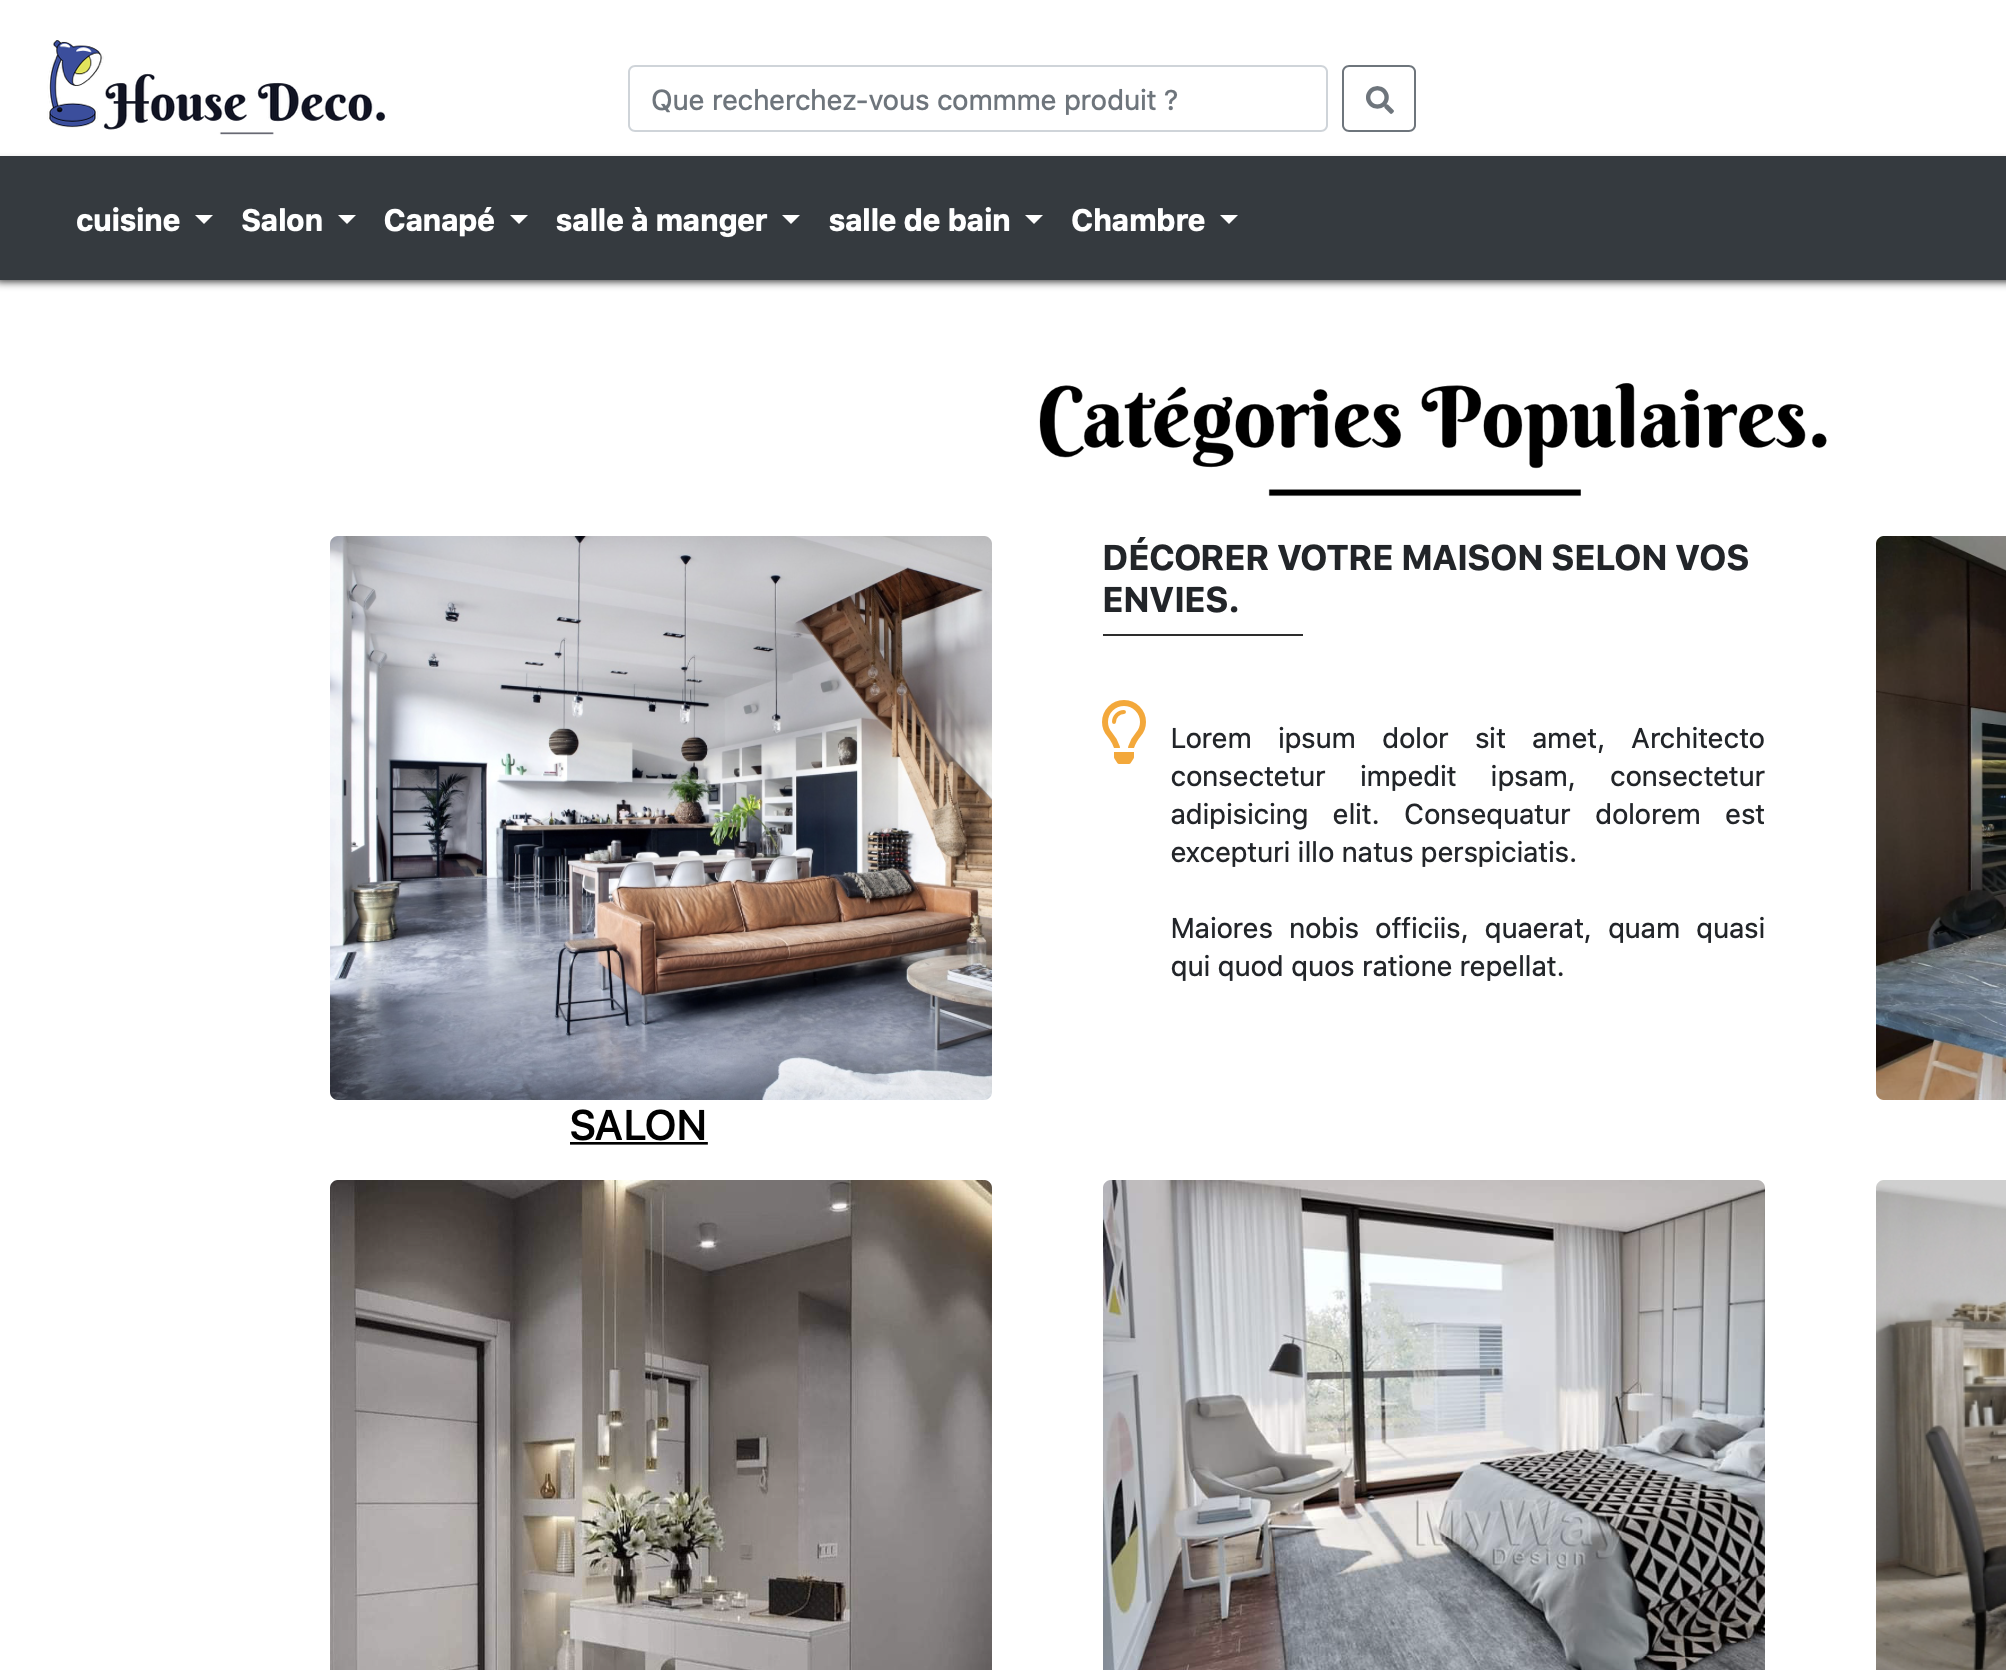 House Deco.
Que recherchez-vous commme produit ?
cuisine Salon Canapé salle à manger salle de bain Chambre
Catégories Populaires.
DÉCORER VOTRE MAISON SELON VOS
ENVIES.
Lorem ipsum dolor sit amet, Architecto
consectetur impedit ipsam, consectetur
adipisicing elit. Consequatur dolorem est
excepturi illo natus perspiciatis.
Maiores nobis officiis, quaerat, quam quasi
qui quod quos ratione repellat.
SALON
MyWay
Design